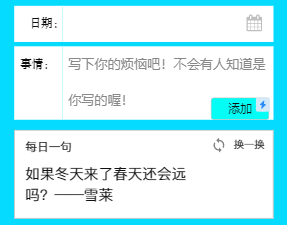 日期：
事情：
写下你的烦恼吧！不会有人知道是
你写的喔！
添加
每日一句
换一换
如果冬天来了春天还会远
吗？——雪莱